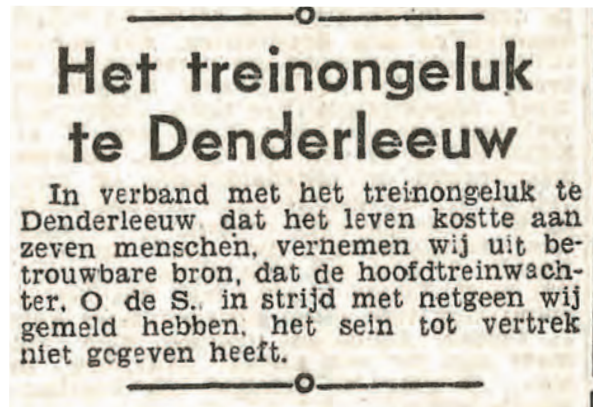 Het treinongeluk
te Denderleeuw
In verband met het treinongeluk te
Denderleeuw, dat het leven kostte aan
zeven menschen, vernemen wij uit be-
trouwbare bron, dat de hoofdtreinwach-
ter, O de S., in strijd met netgeen wij
gemeld hebben, het sein tot vertrek
niet gegeven heeft.